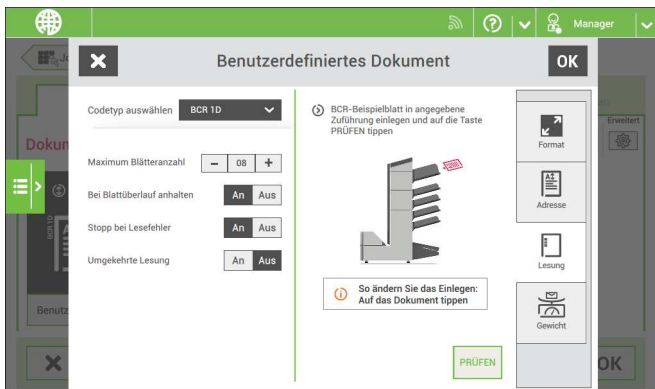 Manager
Benutzerdefiniertes Dokument
OK
Codetyp auswählen BCR 1D
Maximum Blätteranzahl − 08 +
Bei Blattüberlauf anhalten An Aus
Stopp bei Lesefehler An Aus
Umgekehrte Lesung An Aus
BCR-Beispielblatt in angegebene
Zuführung einlegen und auf die Taste
PRÜFEN tippen
So ändern Sie das Einlegen:
Auf das Dokument tippen
PRÜFEN
Format
Adresse
Lesung
Gewicht
Erweitert
Dokun
BCR 1D
Benutz
OK